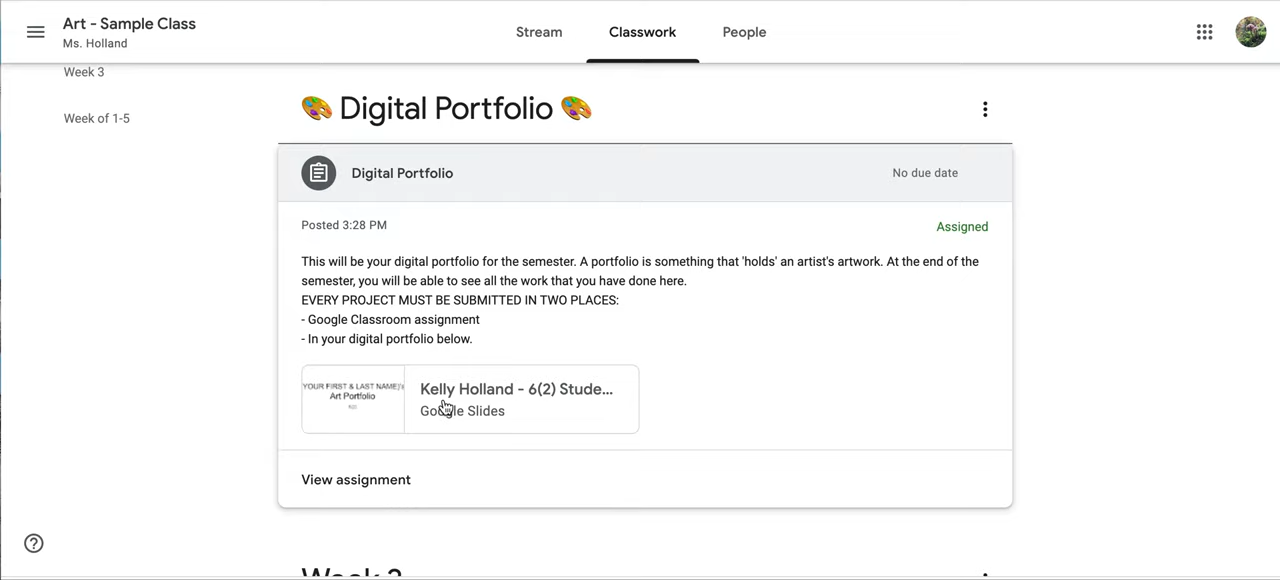 Art - Sample Class
Ms. Holland
Stream
Classwork
People
Week 3
Week of 1-5
🎨 Digital Portfolio 🎨
Digital Portfolio
No due date
Posted 3:28 PM
Assigned
This will be your digital portfolio for the semester. A portfolio is something that 'holds' an artist's artwork. At the end of the
semester, you will be able to see all the work that you have done here.
EVERY PROJECT MUST BE SUBMITTED IN TWO PLACES:
- Google Classroom assignment
- In your digital portfolio below.
YOUR FIRST & LAST NAME)'s
Art Portfolio
Kelly Holland - 6(2) Stude...
Google Slides
View assignment
Week 2